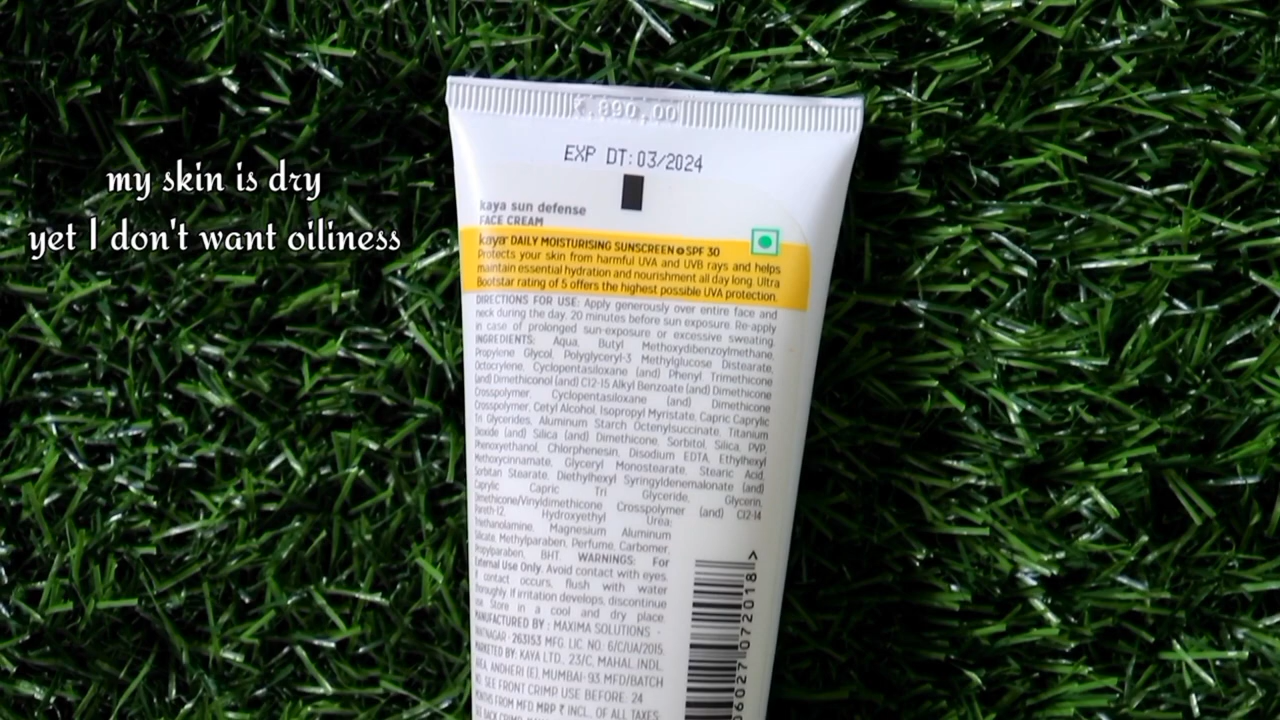 my skin is dry
yet I don't want oiliness
₹.890.00
EXP DT: 03/2024
kaya sun defense
FACE CREAM
kaya DAILY MOISTURISING SUNSCREEN SPF 30
Protects your skin from harmful UVA and UVB rays and helps
maintain essential hydration and nourishment all day long. Ultra
Bootstar rating of 5 offers the highest possible UVA protection.
DIRECTIONS FOR USE: Apply generously over entire face and
neck during the day, 20 minutes before sun exposure. Re-apply
in case of prolonged sun-exposure or excessive sweating
INGREDIENTS: Aqua, Butyl Methoxydibenzoylmethane,
Propylene Glycol, Polyglyceryl-3 Methylglucose Distearate,
Octocrylene, Cyclopentasiloxane (and) Phenyl Trimethicone
(and) Dimethiconol (and) C12-15 Alkyl Benzoate (and) Dimethicone
Crosspolymer, Cyclopentasiloxane (and) Dimethicone
Crosspolymer, Cetyl Alcohol, Isopropyl Myristate, Capric Caprylic
Tri Glycerides, Aluminum Starch Octenylsuccinate, Titanium
Dioxide (and) Silica (and) Dimethicone, Sorbitol, Silica, PVP,
Phenoxyethanol, Chlorphenesin, Disodium EDTA, Ethylhexyl
Methoxycinnamate, Glyceryl Monostearate, Stearic Acid,
Sorbitan Stearate, Diethylhexyl Syringyldenemalonate (and)
Caprylic Capric Tri Glyceride, Glycerin,
Dimethicone/Vinyldimethicone Crosspolymer (and) C12-14
Pareth-12, Hydroxyethyl Urea;
Triethanolamine, Magnesium Aluminum
Silicate, Methylparaben, Perfume, Carbomer,
Propylparaben, BHT. WARNINGS: For
External Use Only. Avoid contact with eyes.
If contact occurs, flush with water
thoroughly. If irritation develops, discontinue
use. Store in a cool and dry place.
MANUFACTURED BY: MAXIMA SOLUTIONS -
263153 MFG. LIC. NO.: 6/C/UA/2015.
MARKETED BY: KAYA LTD., 23/C, MAHAL INDL.
ANDHERI (E), MUMBAI-93. MFD/BATCH
NO. SEE FRONT CRIMP USE BEFORE: 24
MONTHS FROM MFD. MRP ₹ INCL. OF ALL TAXES:
06027 072018 >